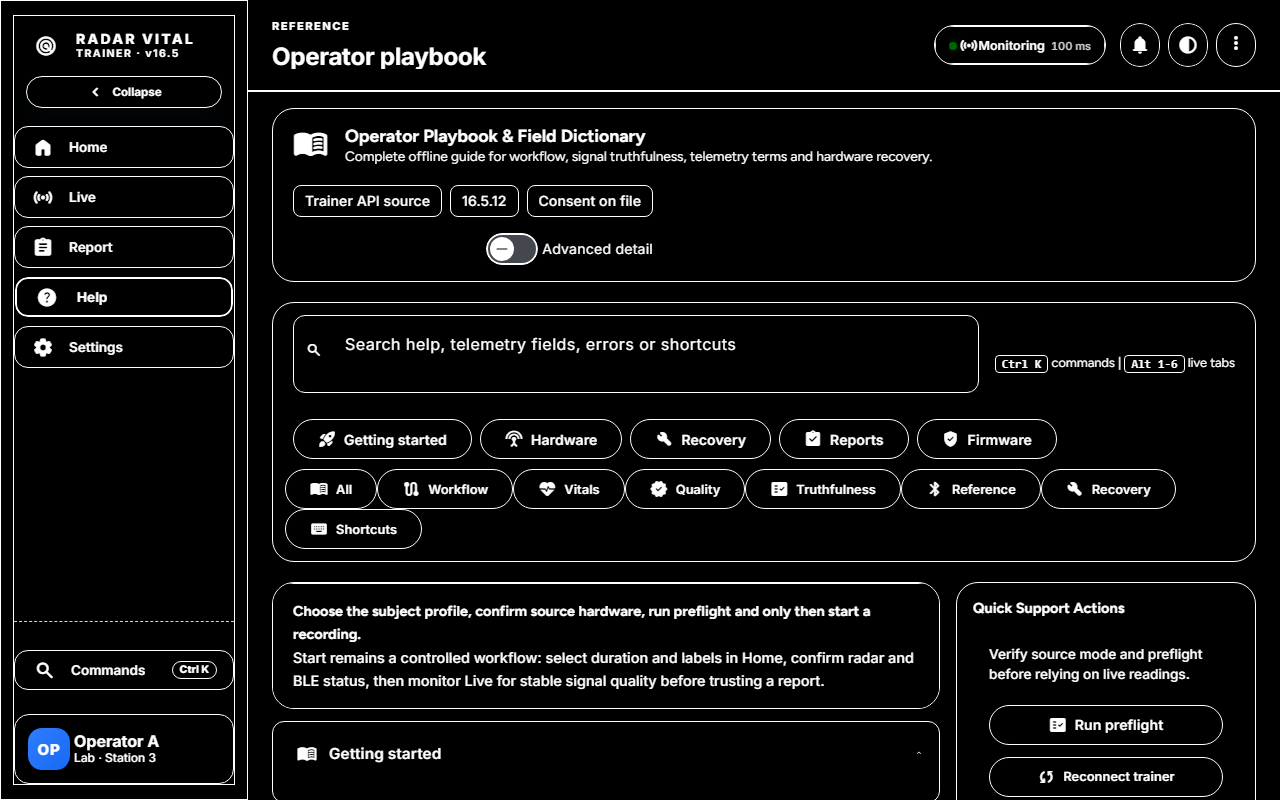 RADAR VITAL
TRAINER · v16.5
Collapse
Home
Live
Report
Help
Settings
Commands
Ctrl K
OP
Operator A
Lab · Station 3
REFERENCE
Operator playbook
Monitoring 100 ms
Operator Playbook & Field Dictionary
Complete offline guide for workflow, signal truthfulness, telemetry terms and hardware recovery.
Trainer API source
16.5.12
Consent on file
Advanced detail
Search help, telemetry fields, errors or shortcuts
Ctrl K commands | Alt 1-6 live tabs
Getting started
Hardware
Recovery
Reports
Firmware
All
Workflow
Vitals
Quality
Truthfulness
Reference
Recovery
Shortcuts
Choose the subject profile, confirm source hardware, run preflight and only then start a
recording.
Start remains a controlled workflow: select duration and labels in Home, confirm radar and
BLE status, then monitor Live for stable signal quality before trusting a report.
Getting started
Quick Support Actions
Verify source mode and preflight
before relying on live readings.
Run preflight
Reconnect trainer